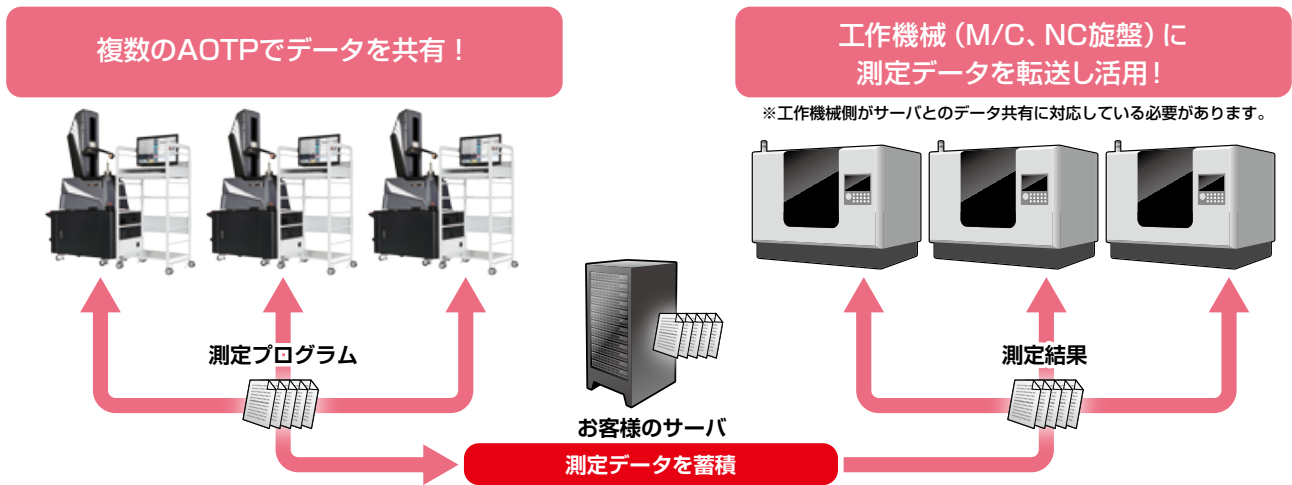 複数のAOTPでデータを共有！
工作機械（M/C、NC旋盤）に
測定データを転送し活用！
※工作機械側がサーバとのデータ共有に対応している必要があります。
測定プログラム
測定結果
お客様のサーバ
測定データを蓄積